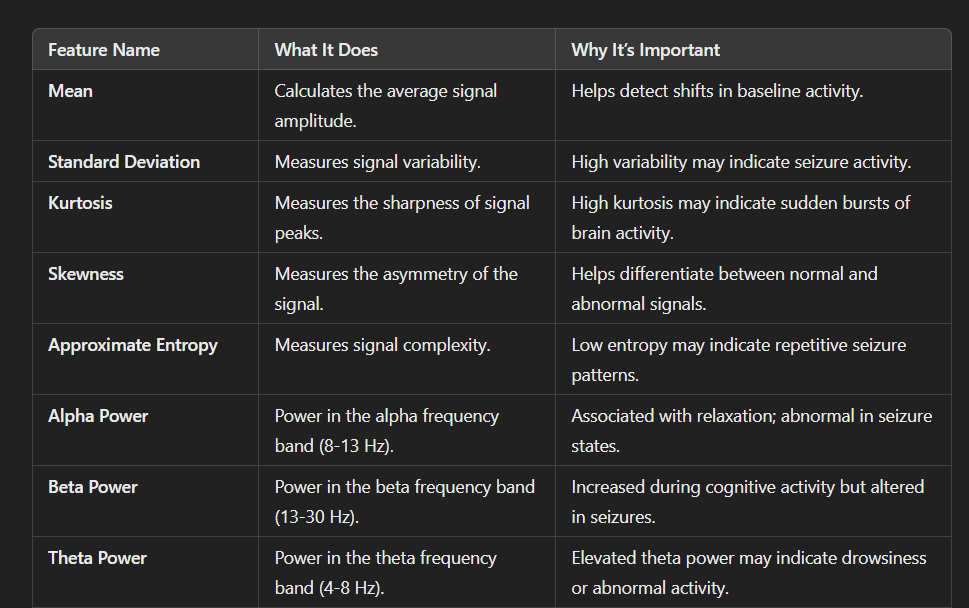 Feature Name What It Does Why It’s Important
Mean Calculates the average signal Helps detect shifts in baseline activity.
amplitude.
Standard Deviation Measures signal variability. High variability may indicate seizure activity.
Kurtosis Measures the sharpness of signal High kurtosis may indicate sudden bursts of
peaks. brain activity.
Skewness Measures the asymmetry of the Helps differentiate between normal and
signal. abnormal signals.
Approximate Entropy Measures signal complexity. Low entropy may indicate repetitive seizure
patterns.
Alpha Power Power in the alpha frequency Associated with relaxation; abnormal in seizure
band (8-13 Hz). states.
Beta Power Power in the beta frequency band Increased during cognitive activity but altered
(13-30 Hz). in seizures.
Theta Power Power in the theta frequency Elevated theta power may indicate drowsiness
band (4-8 Hz). or abnormal activity.